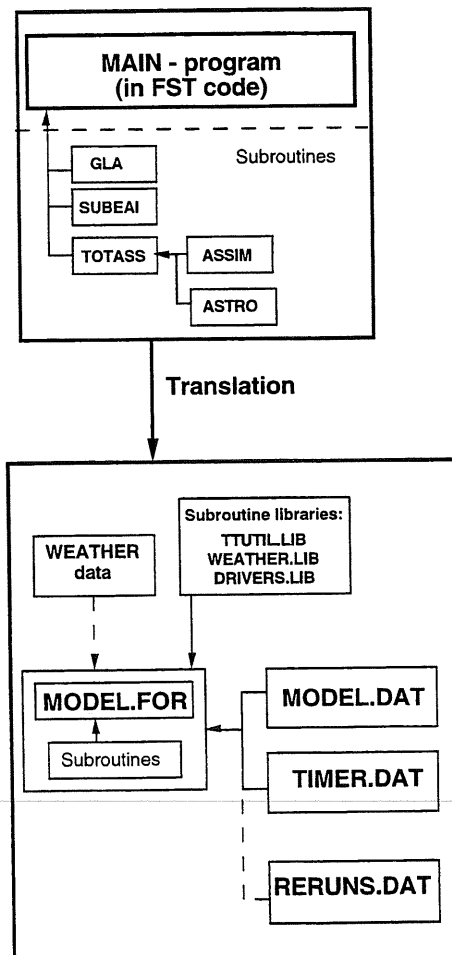 MAIN - program
(in FST code)
Subroutines
GLA
SUBEAI
TOTASS
ASSIM
ASTRO
Translation
WEATHER
data
Subroutine libraries:
TTUTIL.LIB
WEATHER.LIB
DRIVERS.LIB
MODEL.FOR
Subroutines
MODEL.DAT
TIMER.DAT
RERUNS.DAT